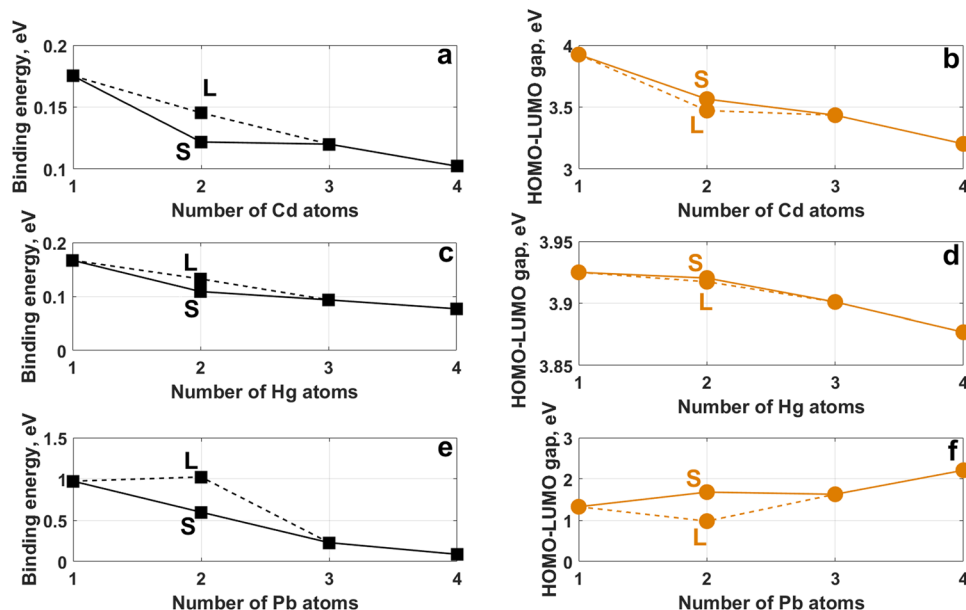 a
Binding energy, eV
0.2
0.15
0.1
L
S
1 2 3 4
Number of Cd atoms
b
HOMO-LUMO gap, eV
4
3.5
3
S
L
1 2 3 4
Number of Cd atoms
c
Binding energy, eV
0.2
0.1
0
L
S
1 2 3 4
Number of Hg atoms
d
HOMO-LUMO gap, eV
3.95
3.9
3.85
S
L
1 2 3 4
Number of Hg atoms
e
Binding energy, eV
1.5
1
0.5
0
L
S
1 2 3 4
Number of Pb atoms
f
HOMO-LUMO gap, eV
3
2
1
0
S
L
1 2 3 4
Number of Pb atoms